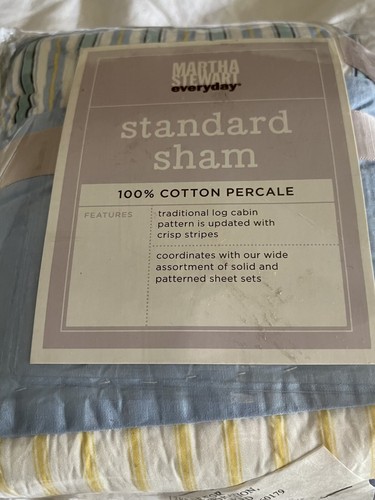 MARTHA
STEWART
everyday
standard
sham
100% COTTON PERCALE
FEATURES
traditional log cabin
pattern is updated with
crisp stripes
coordinates with our wide
assortment of solid and
patterned sheet sets